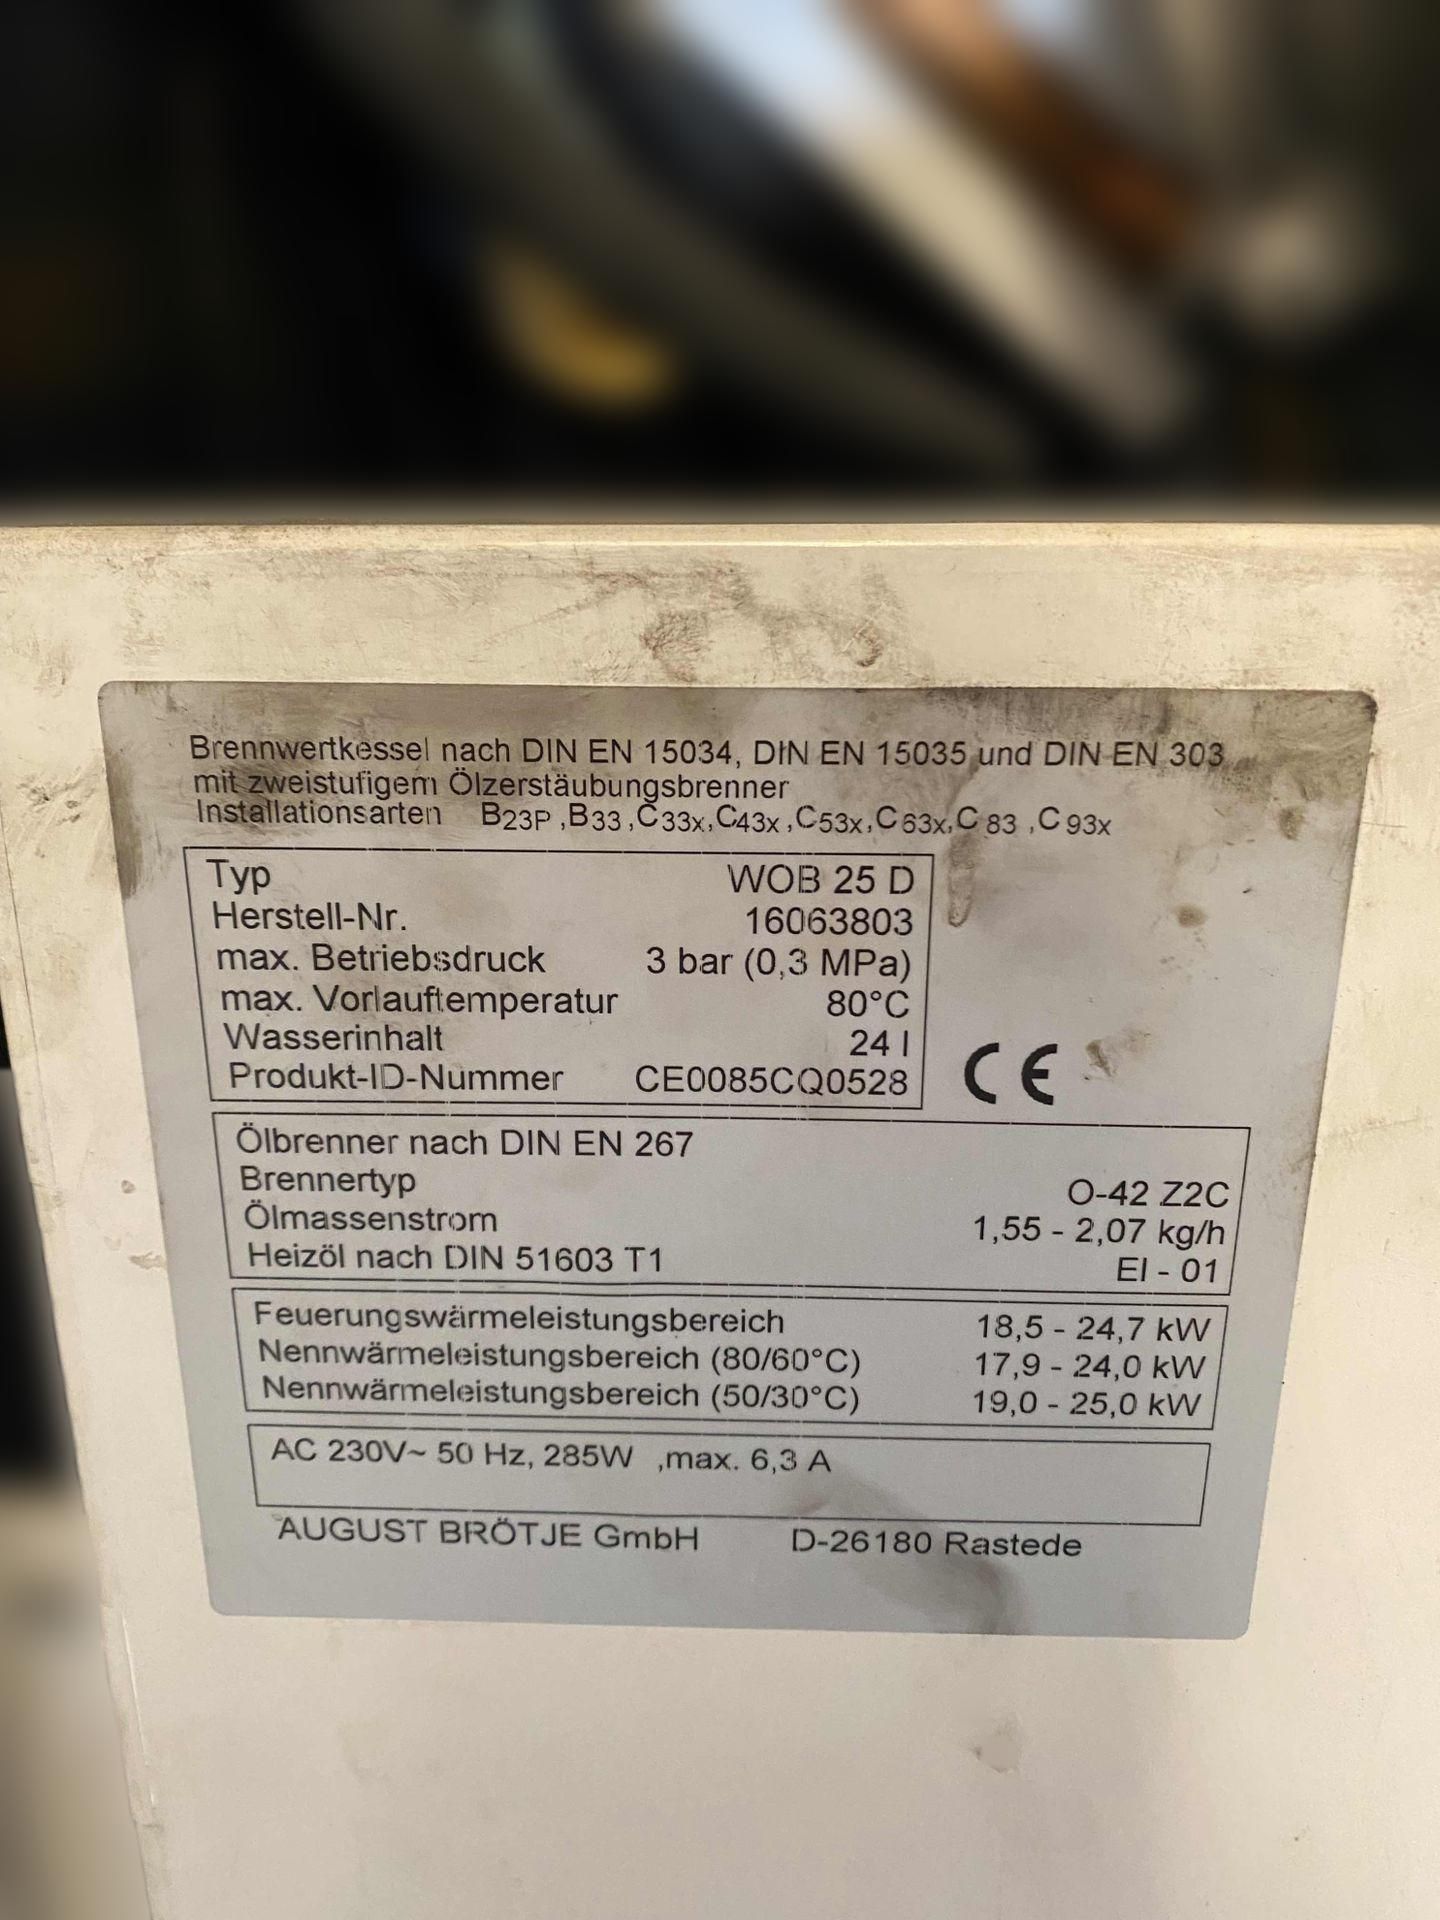 Brennwertkessel nach DIN EN 15034, DIN EN 15035 und DIN EN 303
mit zweistufigem Ölzerstäubungsbrenner
Installationsarten B23P ,B33 ,C33x,C43x ,C53x,C63x,C83 ,C93x
Typ WOB 25 D
Herstell-Nr. 16063803
max. Betriebsdruck 3 bar (0,3 MPa)
max. Vorlauftemperatur 80°C
Wasserinhalt 24 l
Produkt-ID-Nummer CE0085CQ0528
CE
Ölbrenner nach DIN EN 267
Brennertyp O-42 Z2C
Ölmassenstrom 1,55 - 2,07 kg/h
Heizöl nach DIN 51603 T1 El - 01
Feuerungswärmeleistungsbereich 18,5 - 24,7 kW
Nennwärmeleistungsbereich (80/60°C) 17,9 - 24,0 kW
Nennwärmeleistungsbereich (50/30°C) 19,0 - 25,0 kW
AC 230V~ 50 Hz, 285W ,max. 6,3 A
AUGUST BRÖTJE GmbH D-26180 Rastede